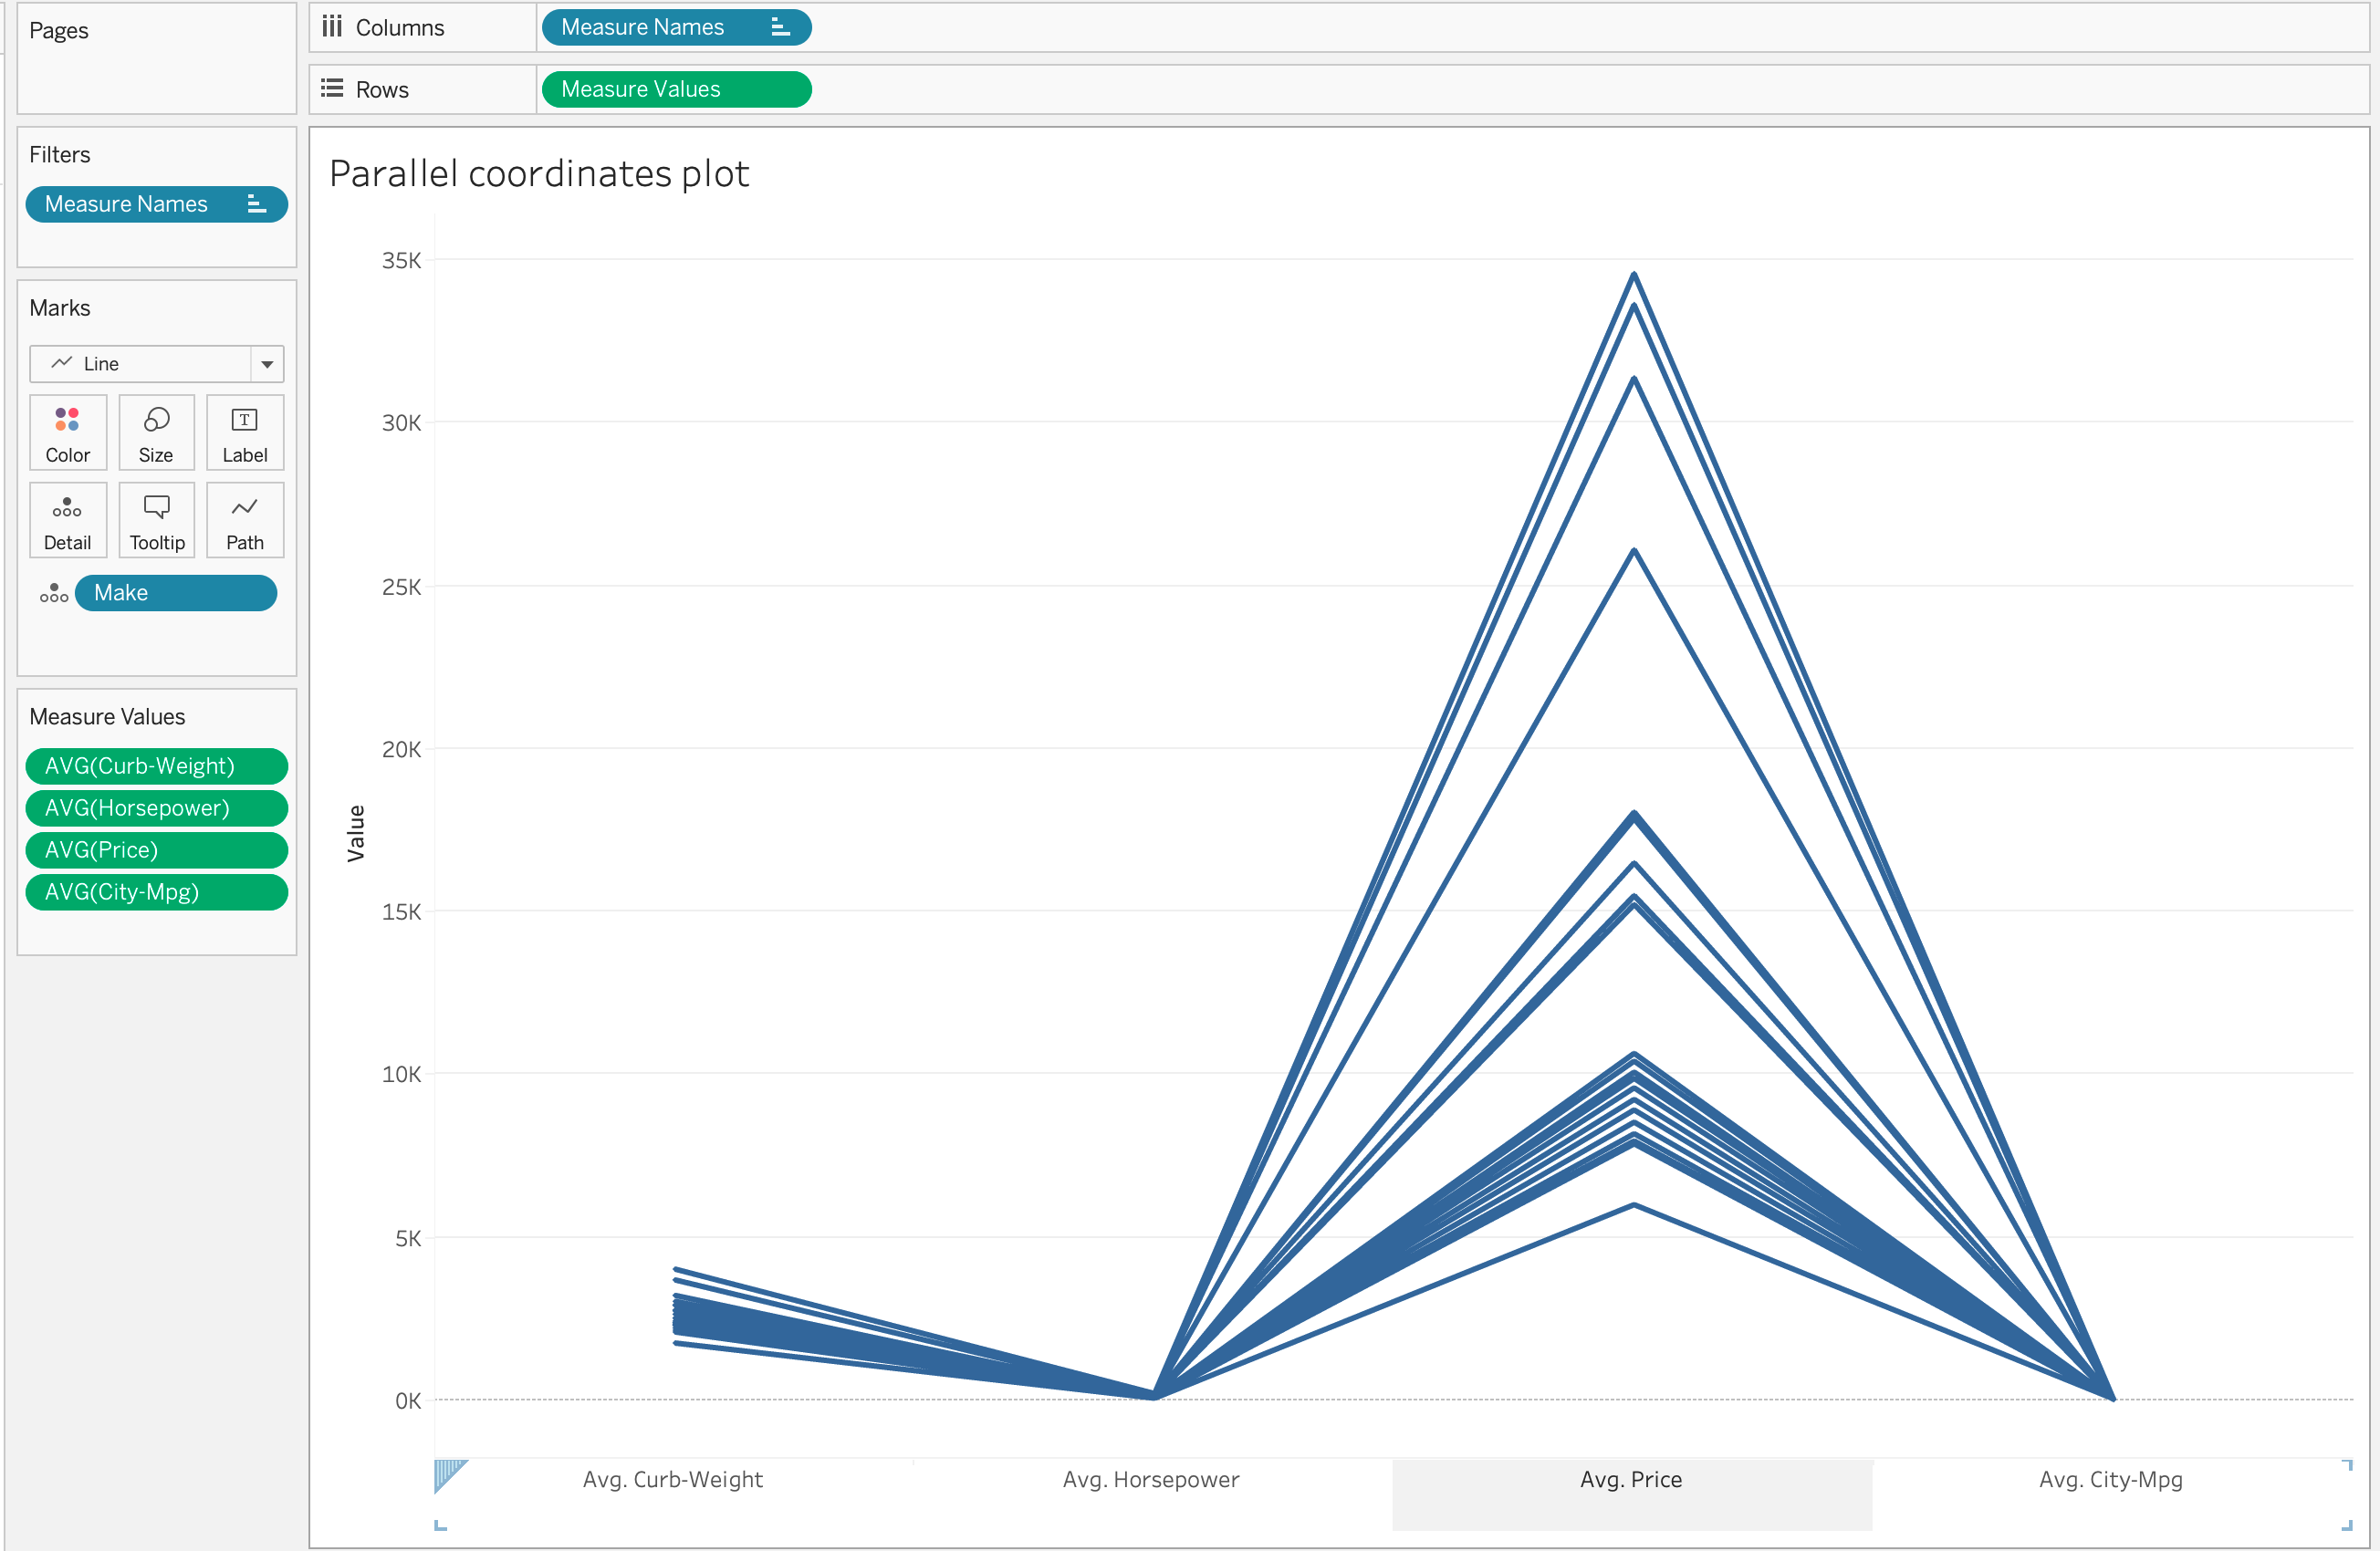 Pages
Columns
Measure Names
Rows
Measure Values
Filters
Measure Names
Marks
Line
Color
Size
T
Label
Detail
Tooltip
Path
Make
Measure Values
AVG(Curb-Weight)
AVG(Horsepower)
AVG(Price)
AVG(City-Mpg)
Parallel coordinates plot
35K
30K
25K
20K
15K
10K
5K
0K
Value
Avg. Curb-Weight
Avg. Horsepower
Avg. Price
Avg. City-Mpg